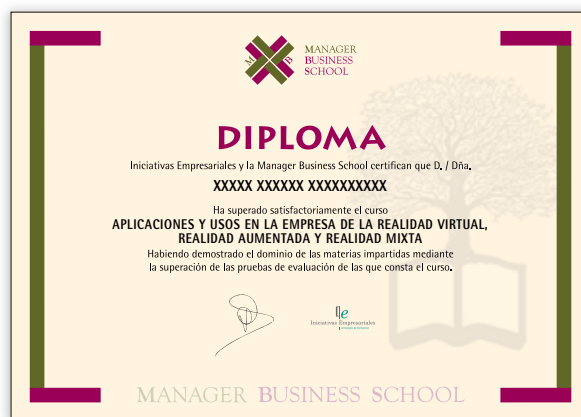 M B
MANAGER
BUSINESS
SCHOOL
DIPLOMA
Iniciativas Empresariales y la Manager Business School certifican que D. / Dña.
XXXXX XXXXXX XXXXXXXXXX
Ha superado satisfactoriamente el curso
APLICACIONES Y USOS EN LA EMPRESA DE LA REALIDAD VIRTUAL,
REALIDAD AUMENTADA Y REALIDAD MIXTA
Habiendo demostrado el dominio de las materias impartidas mediante
la superación de las pruebas de evaluación de las que consta el curso.
Iniciativas Empresariales
MANAGER BUSINESS SCHOOL